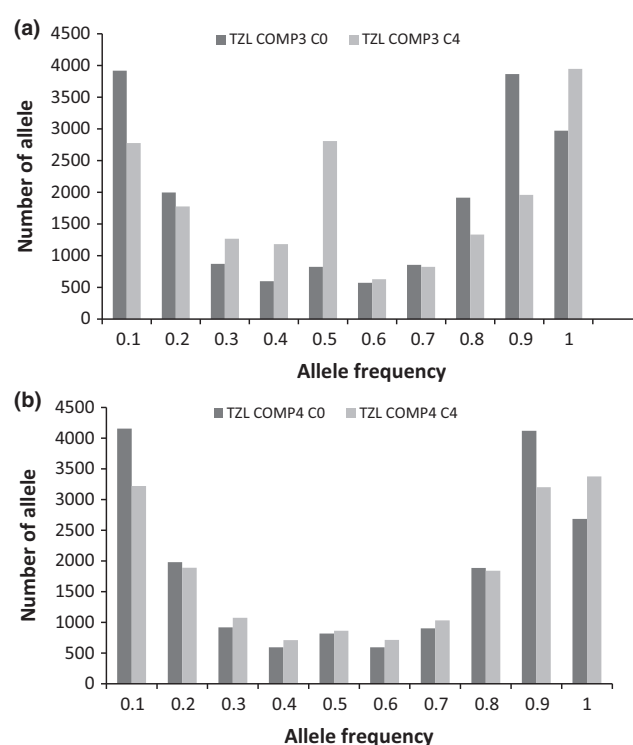 (a)
TZL COMP3 C0 TZL COMP3 C4
4500
4000
3500
3000
2500
2000
1500
1000
500
0
Number of allele
0.1 0.2 0.3 0.4 0.5 0.6 0.7 0.8 0.9 1
Allele frequency
(b)
TZL COMP4 C0 TZL COMP4 C4
4500
4000
3500
3000
2500
2000
1500
1000
500
0
Number of allele
0.1 0.2 0.3 0.4 0.5 0.6 0.7 0.8 0.9 1
Allele frequency